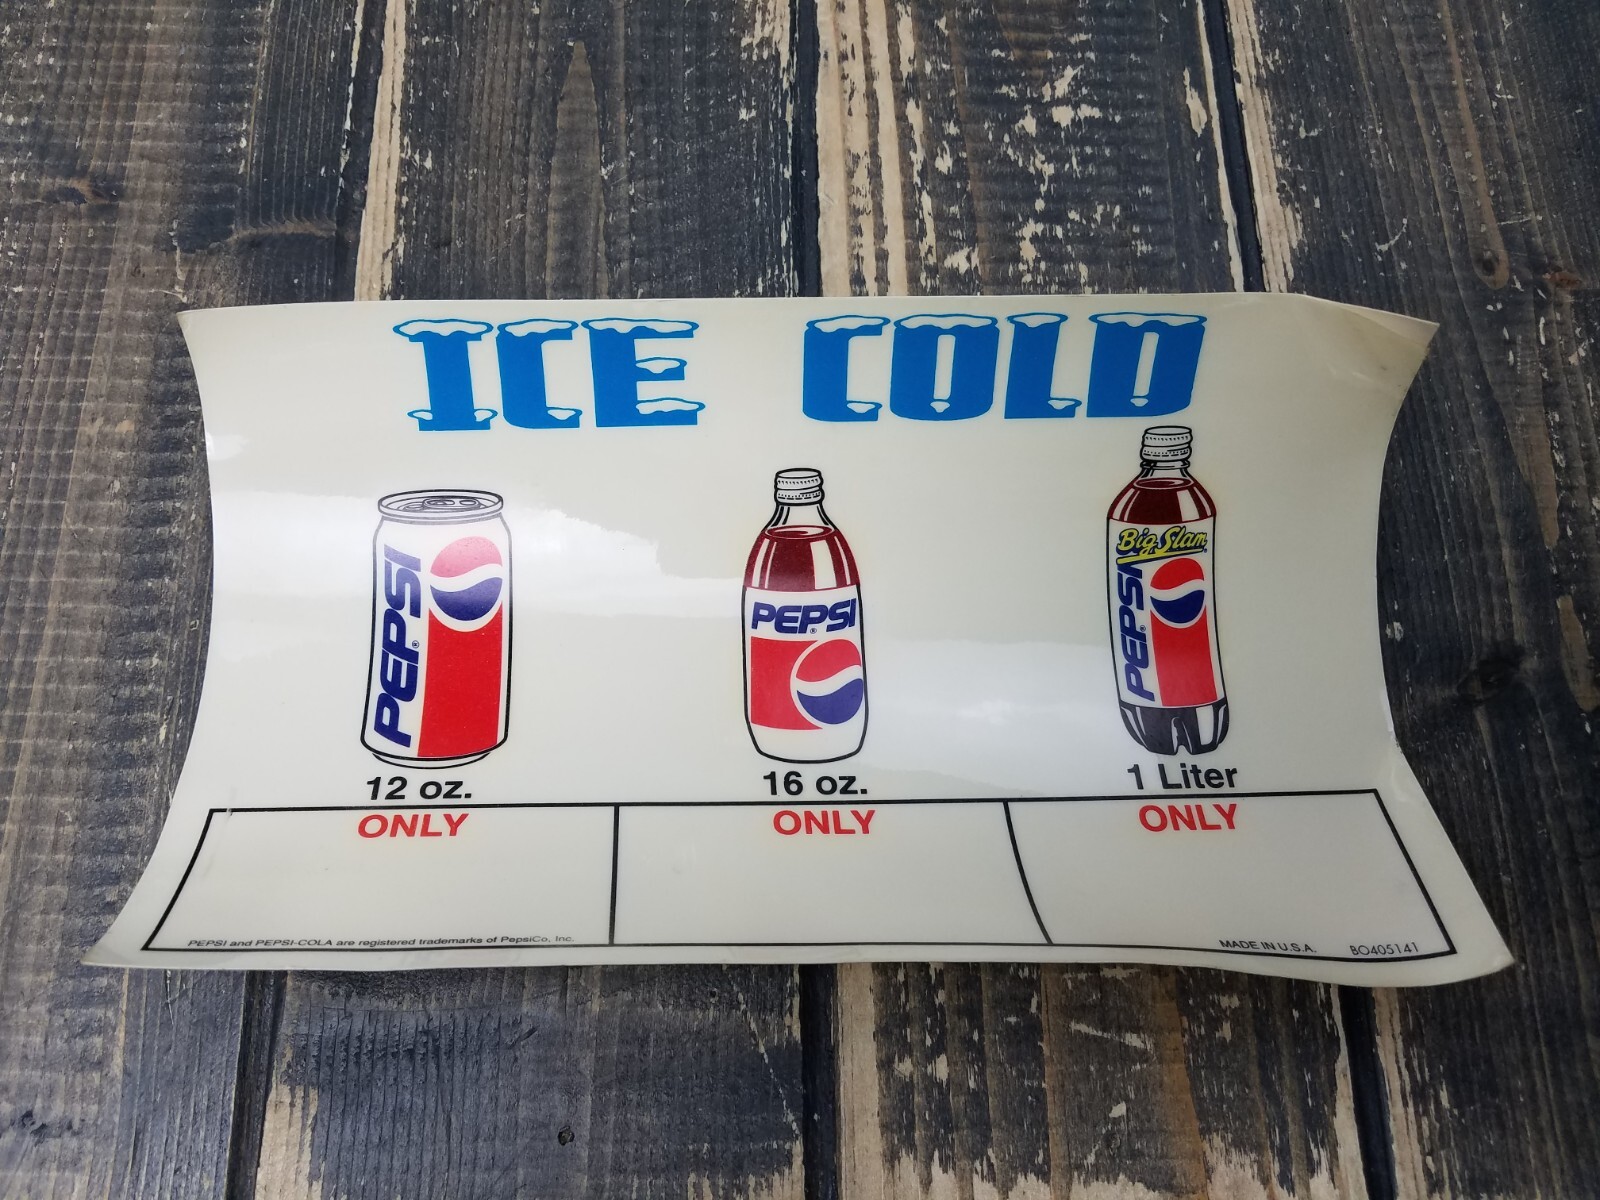 ICE COLD
PEPSI®
PEPSI®
Big Slam®
PEPSI®
12 oz.
16 oz.
1 Liter
ONLY
ONLY
ONLY
PEPSI and PEPSI-COLA are registered trademarks of PepsiCo, Inc.
MADE IN U.S.A.
BO405141